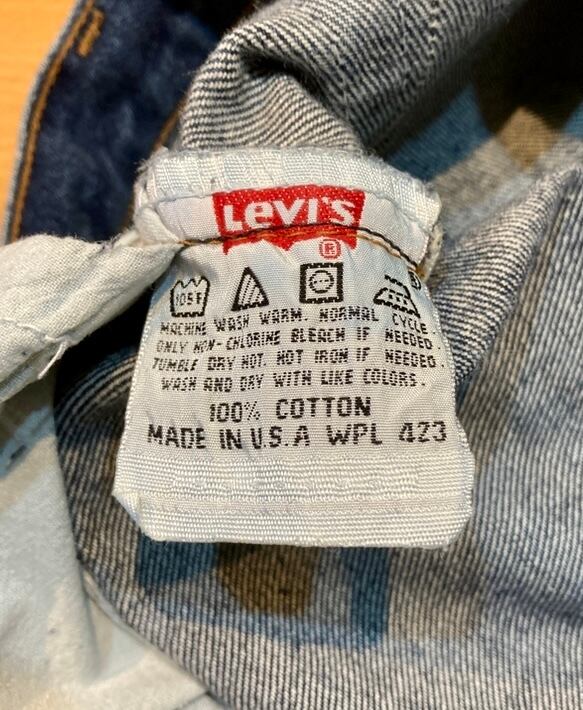 LEVI'S
®
105F
MACHINE WASH WARM. NORMAL CYCLE.
ONLY NON-CHLORINE BLEACH IF NEEDED.
TUMBLE DRY HOT. HOT IRON IF NEEDED.
WASH AND DRY WITH LIKE COLORS.
100% COTTON
MADE IN U.S.A WPL 423